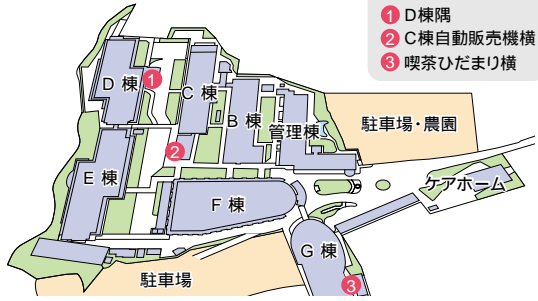 1 D棟隅
2 C棟自動販売機横
3 喫茶ひだまり横
D 棟
1
C 棟
B 棟
管理棟
駐車場・農園
2
E 棟
F 棟
ケアホーム
G 棟
駐車場
3